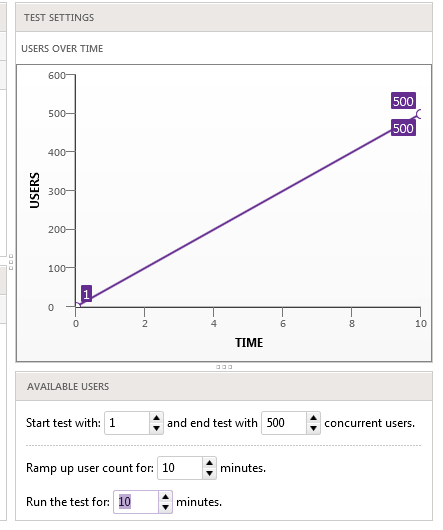 TEST SETTINGS
USERS OVER TIME
600
500
500
500
400
300
200
100
1
0
0 2 4 6 8 10
USERS
TIME
AVAILABLE USERS
Start test with: 1 and end test with 500 concurrent users.
Ramp up user count for: 10 minutes.
Run the test for: 10 minutes.